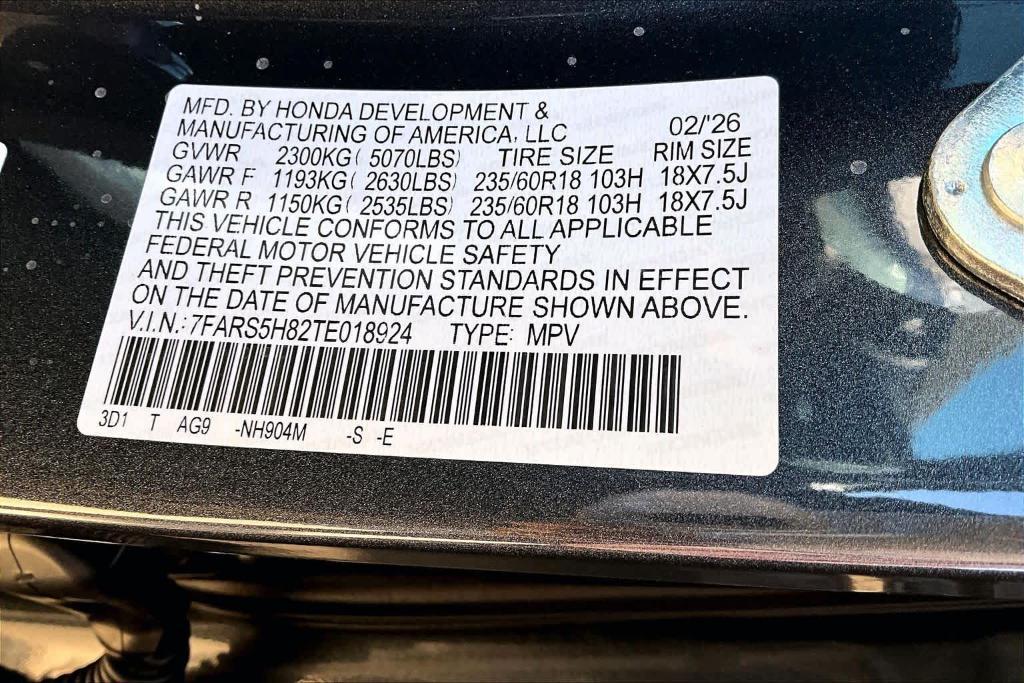 MFD. BY HONDA DEVELOPMENT &
MANUFACTURING OF AMERICA, LLC 02/'26
GVWR 2300KG( 5070LBS) TIRE SIZE RIM SIZE
GAWR F 1193KG( 2630LBS) 235/60R18 103H 18X7.5J
GAWR R 1150KG( 2535LBS) 235/60R18 103H 18X7.5J
THIS VEHICLE CONFORMS TO ALL APPLICABLE
FEDERAL MOTOR VEHICLE SAFETY
AND THEFT PREVENTION STANDARDS IN EFFECT
ON THE DATE OF MANUFACTURE SHOWN ABOVE.
V.I.N.: 7FARS5H82TE018924 TYPE: MPV
3D1 T AG9 -NH904M -S -E